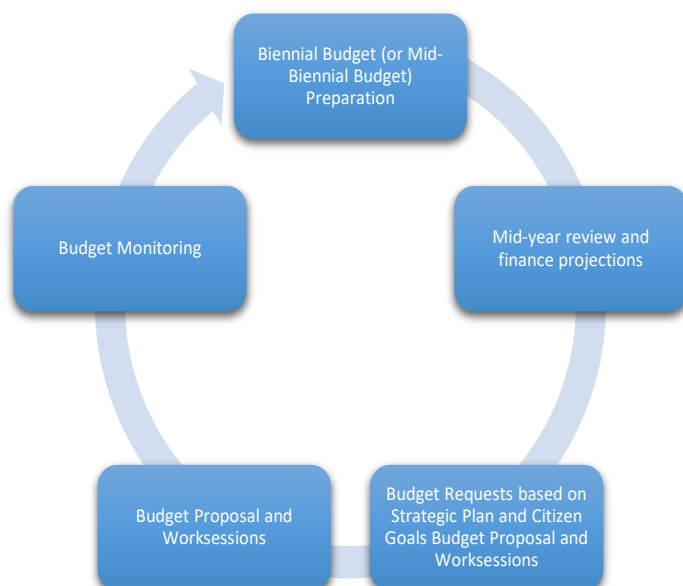 Biennial Budget (or Mid-
Biennial Budget)
Preparation
Mid-year review and
finance projections
Budget Requests based on
Strategic Plan and Citizen
Goals Budget Proposal and
Worksessions
Budget Proposal and
Worksessions
Budget Monitoring